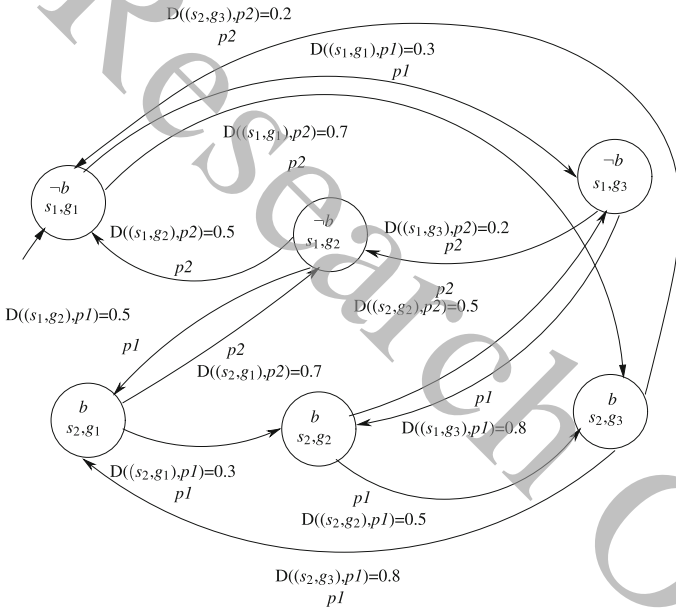 D((s₂,g₃),p2)=0.2
p2
D((s₁,g₁),p1)=0.3
p1
D((s₁,g₁),p2)=0.7
p2
¬b
s₁,g₁
¬b
s₁,g₃
¬b
s₁,g₂
D((s₁,g₂),p2)=0.5
p2
D((s₁,g₃),p2)=0.2
p2
p2
D((s₂,g₂),p2)=0.5
D((s₁,g₂),p1)=0.5
p1
p2
D((s₂,g₁),p2)=0.7
b
s₂,g₁
b
s₂,g₂
b
s₂,g₃
p1
D((s₁,g₃),p1)=0.8
D((s₂,g₁),p1)=0.3
p1
p1
D((s₂,g₂),p1)=0.5
D((s₂,g₃),p1)=0.8
p1
Research